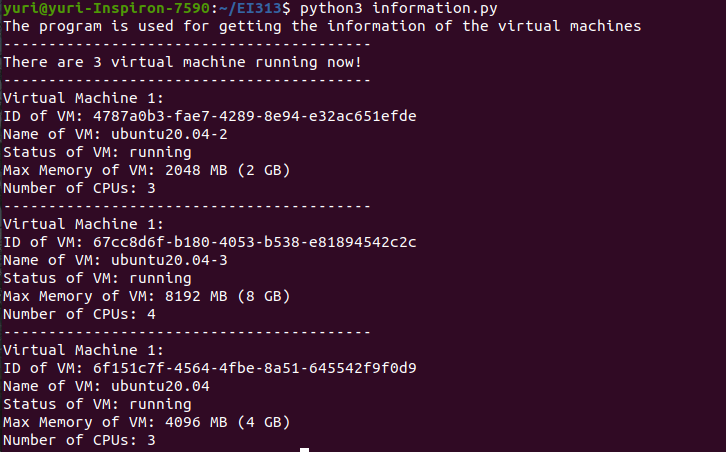 yuri@yuri-Inspiron-7590:~/EI313$ python3 information.py
The program is used for getting the information of the virtual machines
-----------------------------------------
There are 3 virtual machine running now!
-----------------------------------------
Virtual Machine 1:
ID of VM: 4787a0b3-fae7-4289-8e94-e32ac651efde
Name of VM: ubuntu20.04-2
Status of VM: running
Max Memory of VM: 2048 MB (2 GB)
Number of CPUs: 3
-----------------------------------------
Virtual Machine 1:
ID of VM: 67cc8d6f-b180-4053-b538-e81894542c2c
Name of VM: ubuntu20.04-3
Status of VM: running
Max Memory of VM: 8192 MB (8 GB)
Number of CPUs: 4
-----------------------------------------
Virtual Machine 1:
ID of VM: 6f151c7f-4564-4fbe-8a51-645542f9f0d9
Name of VM: ubuntu20.04
Status of VM: running
Max Memory of VM: 4096 MB (4 GB)
Number of CPUs: 3